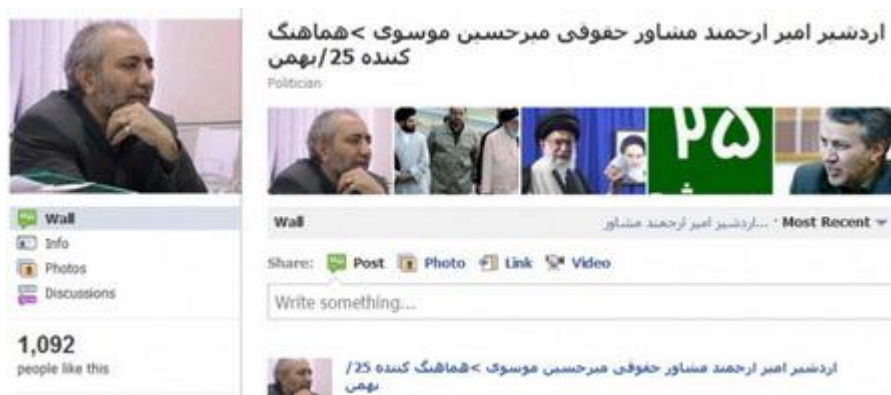 اردشیر امیر ارجمند مشاور حقوقی میرحسین موسوی >هماهنگ
کننده 25/بهمن
Politician
۲۵
Wall
Info
Photos
Discussions
1,092
people like this
Wall اردشیر امیر ارجمند مشاور... · Most Recent
Share: Post Photo Link Video
Write something...
اردشیر امیر ارجمند مشاور حقوقی میرحسین موسوی >هماهنگ کننده 25/
بهمن